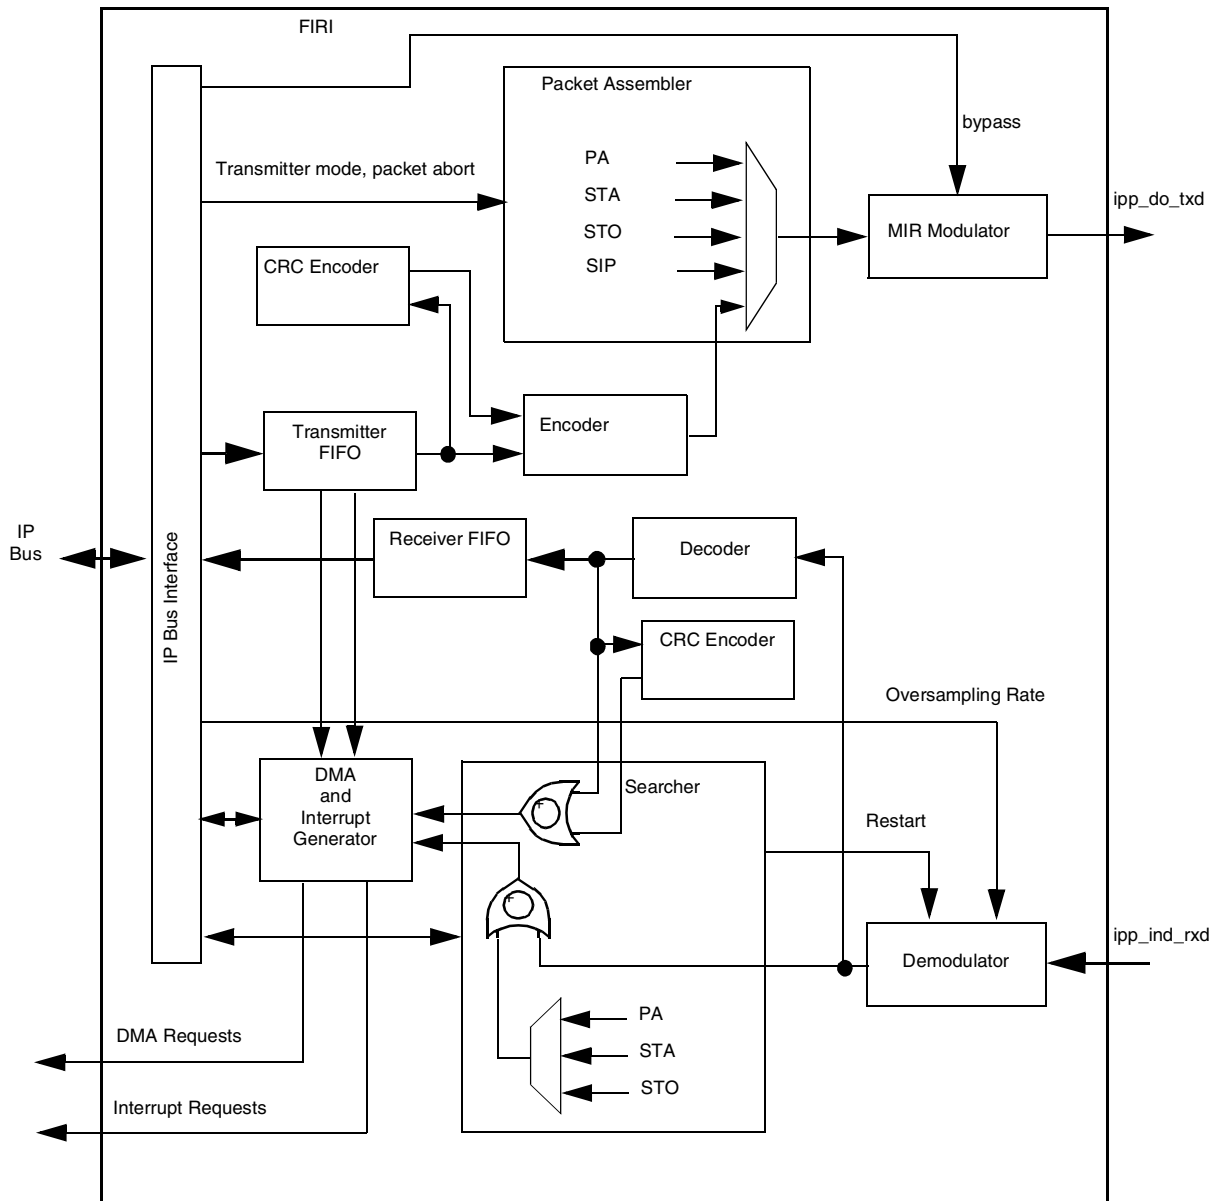 FIRI
Packet Assembler
bypass
Transmitter mode, packet abort
PA
STA
STO
SIP
ipp_do_txd
MIR Modulator
CRC Encoder
Encoder
Transmitter
FIFO
IP
Bus
IP Bus Interface
Receiver FIFO
Decoder
CRC Encoder
Oversampling Rate
DMA
and
Interrupt
Generator
+
Searcher
Restart
+
ipp_ind_rxd
Demodulator
PA
STA
STO
DMA Requests
Interrupt Requests